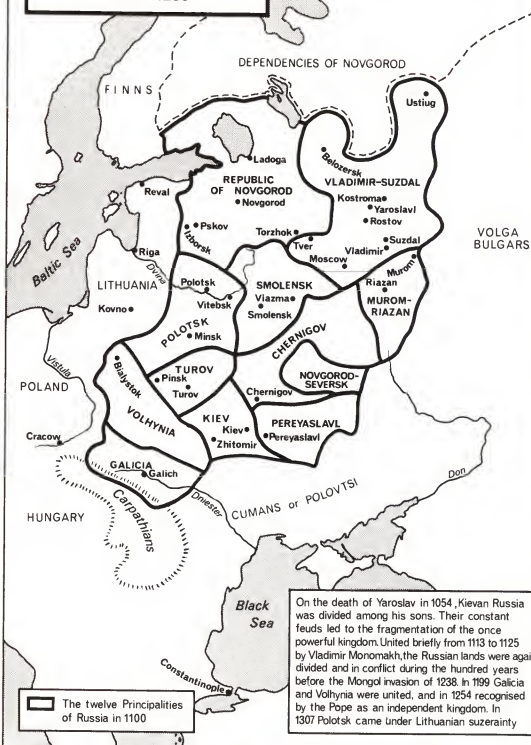 DEPENDENCIES OF NOVGOROD
FINNS
Ustiug
Ladoga
Belozersk
REPUBLIC
OF NOVGOROD
Novgorod
VLADIMIR-SUZDAL
Kostroma
Yaroslavl
Rostov
Reval
Pskov
Izborsk
Torzhok
Tver
Moscow
Vladimir
Suzdal
VOLGA
BULGARS
Baltic Sea
Riga
Dvina
LITHUANIA
Kovno
Polotsk
Vitebsk
POLOTSK
Minsk
SMOLENSK
Viazma
Smolensk
Murom
Riazan
MUROM-
RIAZAN
CHERNIGOV
Vistula
POLAND
Bialystok
TUROV
Pinsk
Turov
NOVGOROD-
SEVERSK
Chernigov
VOLHYNIA
KIEV
Kiev
Zhitomir
PEREYASLAVL
Pereyaslavl
Cracow
GALICIA
Galich
Carpathians
HUNGARY
Dniester
CUMANS or POLOVTSI
Don
Black
Sea
Constantinople
The twelve Principalities
of Russia in 1100
On the death of Yaroslav in 1054, Kievan Russia
was divided among his sons. Their constant
feuds led to the fragmentation of the once
powerful kingdom. United briefly from 1113 to 1125
by Vladimir Monomakh, the Russian lands were
divided and in conflict during the hundred years
before the Mongol invasion of 1238. In 1199 Galicia
and Volhynia were united, and in 1254 recognised
by the Pope as an independent kingdom. In
1307 Polotsk came under Lithuanian suzerainty